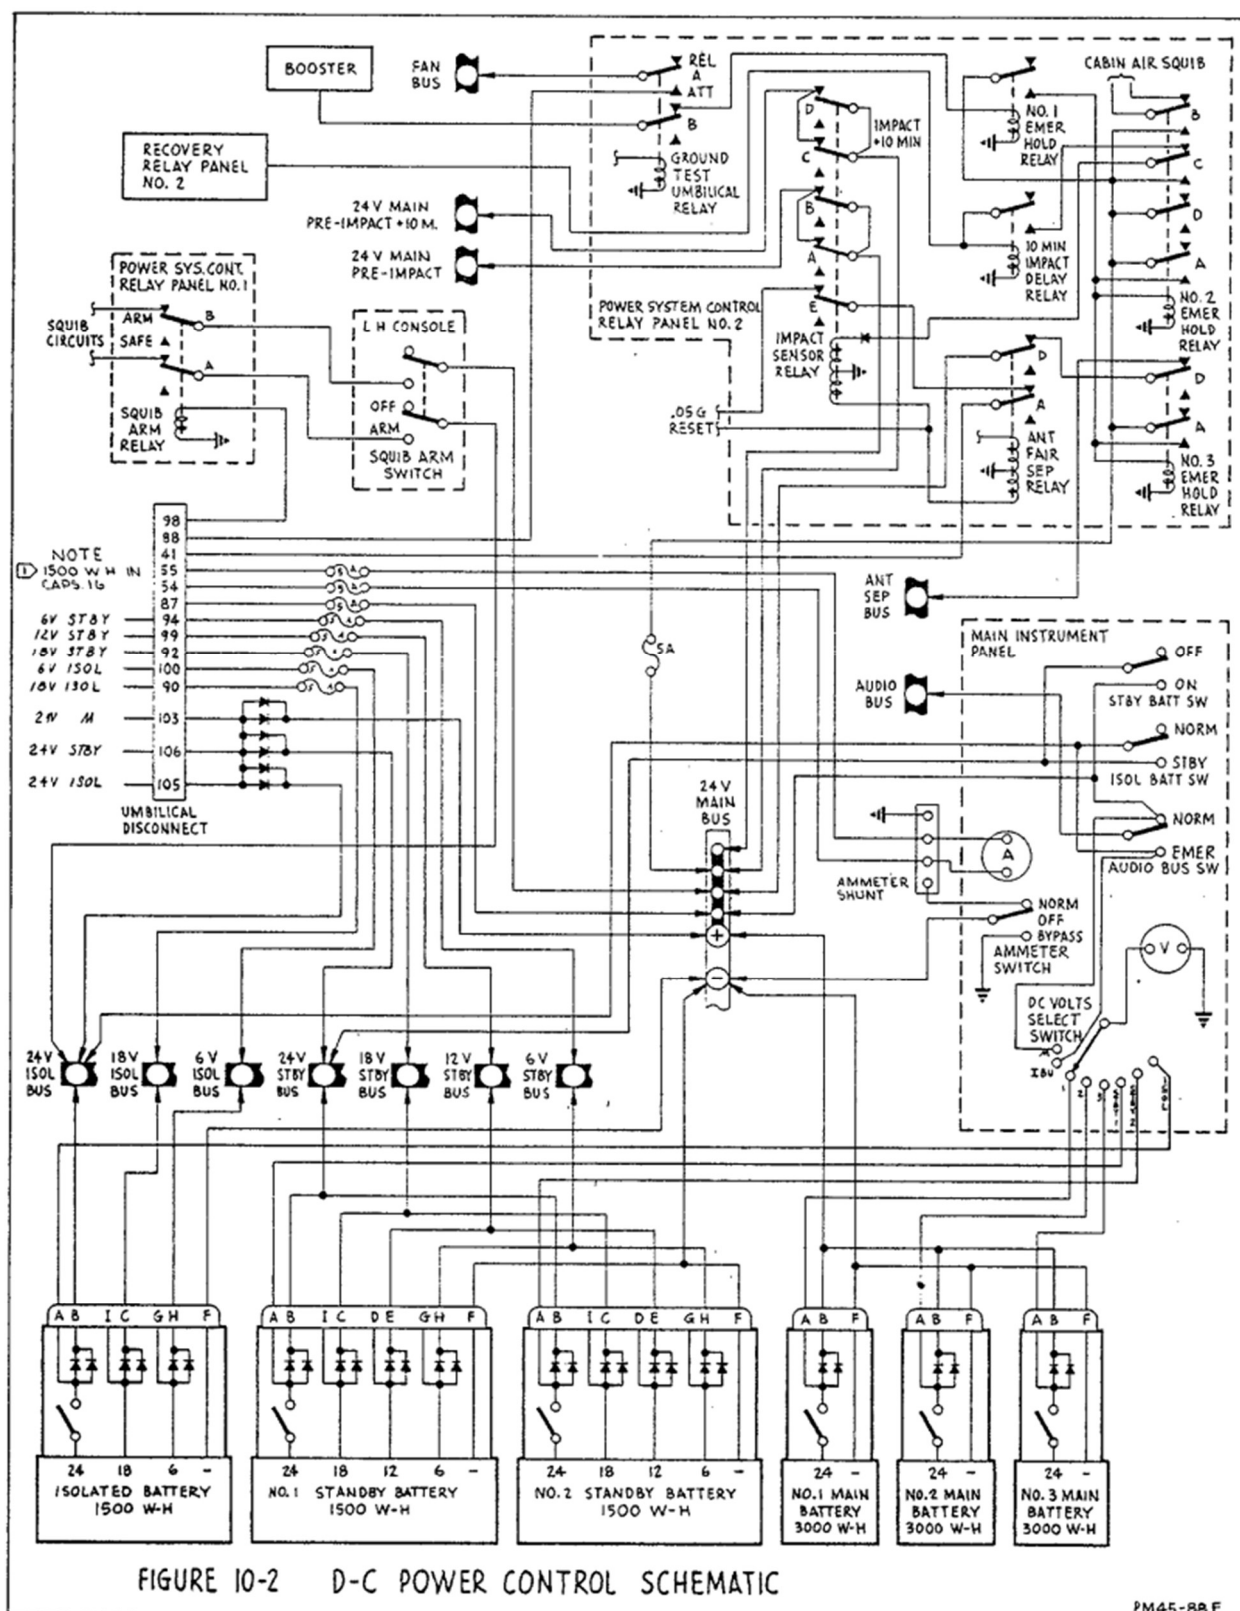 BOOSTER
FAN
BUS
REL
A
ATT
B
GROUND
TEST
UMBILICAL
RELAY
D
C
B
A
E
IMPACT
+10 MIN
IMPACT
SENSOR
RELAY
NO. 1
EMER
HOLD
RELAY
CABIN AIR SQUIB
B
C
D
A
10 MIN
IMPACT
DELAY
RELAY
NO. 2
EMER
HOLD
RELAY
RECOVERY
RELAY PANEL
NO. 2
24 V MAIN
PRE-IMPACT +10 M.
24 V MAIN
PRE-IMPACT
POWER SYSTEM CONTROL
RELAY PANEL NO. 2
POWER SYS. CONT.
RELAY PANEL NO. 1
SQUIB
CIRCUITS
ARM
B
SAFE
A
SQUIB
ARM
RELAY
L H CONSOLE
OFF
ARM
SQUIB ARM
SWITCH
.05 G
RESET
D
A
ANT
FAIR
SEP
RELAY
D
A
NO. 3
EMER
HOLD
RELAY
98
88
41
55
54
87
94
99
92
100
90
103
106
105
NOTE
1 1500 W H IN
CAPS. 16
6V STBY
12V STBY
18V STBY
6V ISOL
18V ISOL
M
24V STBY
24V ISOL
UMBILICAL
DISCONNECT
5A
ANT
SEP
BUS
AUDIO
BUS
MAIN INSTRUMENT
PANEL
OFF
ON
STBY BATT SW
NORM
STBY
ISOL BATT SW
NORM
EMER
AUDIO BUS SW
24 V
MAIN
BUS
+
-
AMMETER
SHUNT
A
NORM
OFF
BYPASS
AMMETER
SWITCH
V
DC VOLTS
SELECT
SWITCH
24V
ISOL
BUS
18V
ISOL
BUS
6 V
ISOL
BUS
24V
STBY
BUS
18 V
STBY
BUS
12 V
STBY
BUS
6 V
STBY
BUS
A B I C G H F
A B I C D E G H F
A B I C D E G H F
A B F
A B F
A B F
24 18 6 -
ISOLATED BATTERY
1500 W-H
24 18 12 6 -
NO. 1 STANDBY BATTERY
1500 W-H
24 18 12 6 -
NO. 2 STANDBY BATTERY
1500 W-H
24 -
NO. 1 MAIN
BATTERY
3000 W-H
24 -
NO. 2 MAIN
BATTERY
3000 W-H
24 -
NO. 3 MAIN
BATTERY
3000 W-H
FIGURE 10-2 D-C POWER CONTROL SCHEMATIC
PM45-88E